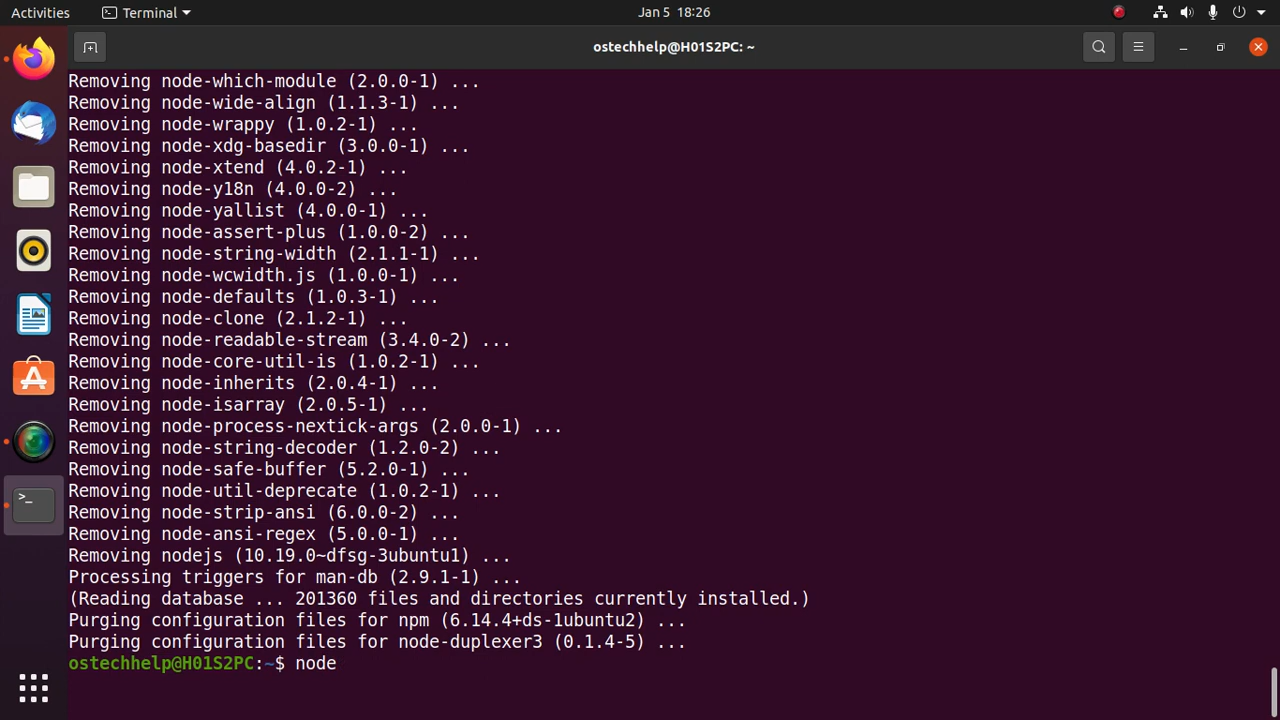 Activities
Terminal
Jan 5 18:26
ostechhelp@H01S2PC: ~
Removing node-which-module (2.0.0-1) ...
Removing node-wide-align (1.1.3-1) ...
Removing node-wrappy (1.0.2-1) ...
Removing node-xdg-basedir (3.0.0-1) ...
Removing node-xtend (4.0.2-1) ...
Removing node-y18n (4.0.0-2) ...
Removing node-yallist (4.0.0-1) ...
Removing node-assert-plus (1.0.0-2) ...
Removing node-string-width (2.1.1-1) ...
Removing node-wcwidth.js (1.0.0-1) ...
Removing node-defaults (1.0.3-1) ...
Removing node-clone (2.1.2-1) ...
Removing node-readable-stream (3.4.0-2) ...
Removing node-core-util-is (1.0.2-1) ...
Removing node-inherits (2.0.4-1) ...
Removing node-isarray (2.0.5-1) ...
Removing node-process-nextick-args (2.0.0-1) ...
Removing node-string-decoder (1.2.0-2) ...
Removing node-safe-buffer (5.2.0-1) ...
Removing node-util-deprecate (1.0.2-1) ...
Removing node-strip-ansi (6.0.0-2) ...
Removing node-ansi-regex (5.0.0-1) ...
Removing nodejs (10.19.0~dfsg-3ubuntu1) ...
Processing triggers for man-db (2.9.1-1) ...
(Reading database ... 201360 files and directories currently installed.)
Purging configuration files for npm (6.14.4+ds-1ubuntu2) ...
Purging configuration files for node-duplexer3 (0.1.4-5) ...
ostechhelp@H01S2PC:~$ node